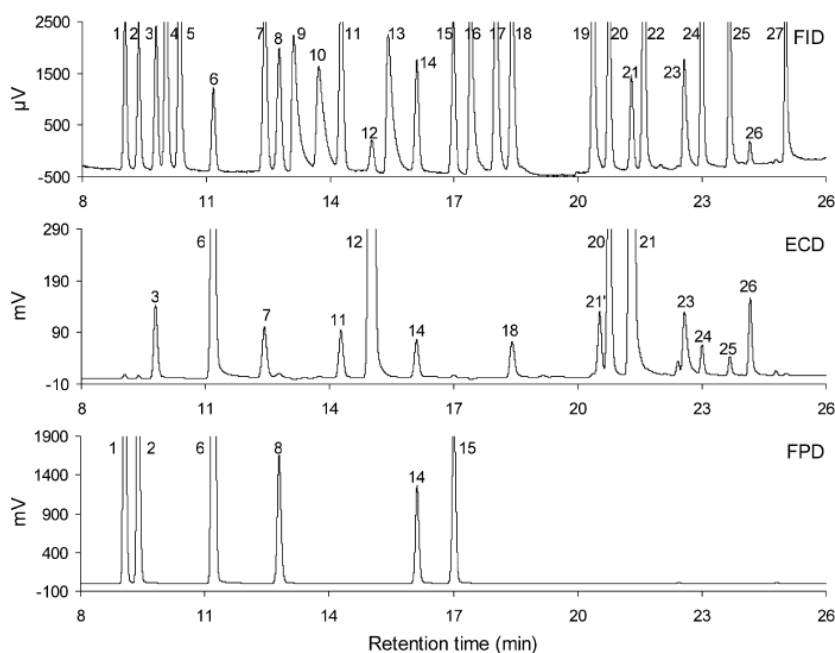 2500 1 2 3 4 5 7 8 9 10 11 13 14 15 16 17 18 19 20 21 22 23 24 25 27 FID
1500 6
µV
500 12 26
-500
8 11 14 17 20 23 26
290 6 12 20 21 ECD
190 3 7 11 14 18 21' 23 24 25 26
mV
90
-10
8 11 14 17 20 23 26
1900 1 2 6 8 15 FPD
1400 14
mV
900
400
-100
8 11 14 17 20 23 26
Retention time (min)